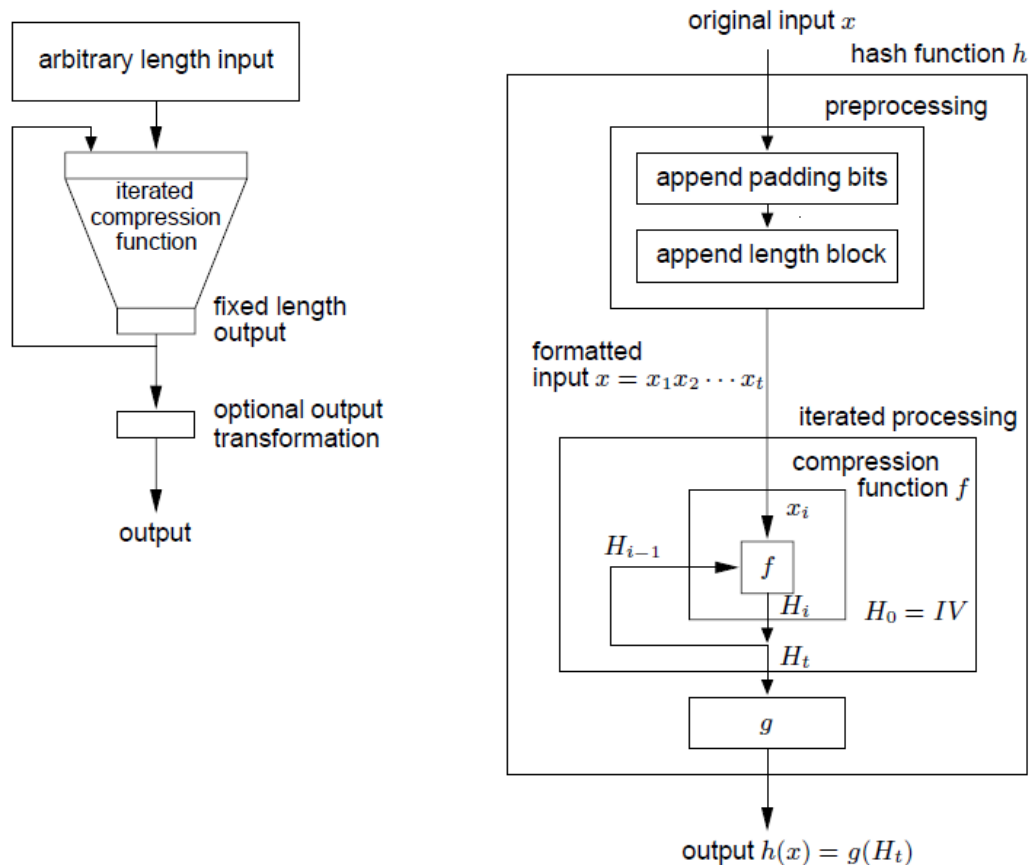 arbitrary length input
iterated
compression
function
fixed length
output
optional output
transformation
output
original input x
hash function h
preprocessing
append padding bits
append length block
formatted
input x = x₁x₂ ⋯ xₜ
iterated processing
compression
function f
xᵢ
Hᵢ₋₁
f
Hᵢ
H₀ = IV
Hₜ
g
output h(x) = g(Hₜ)